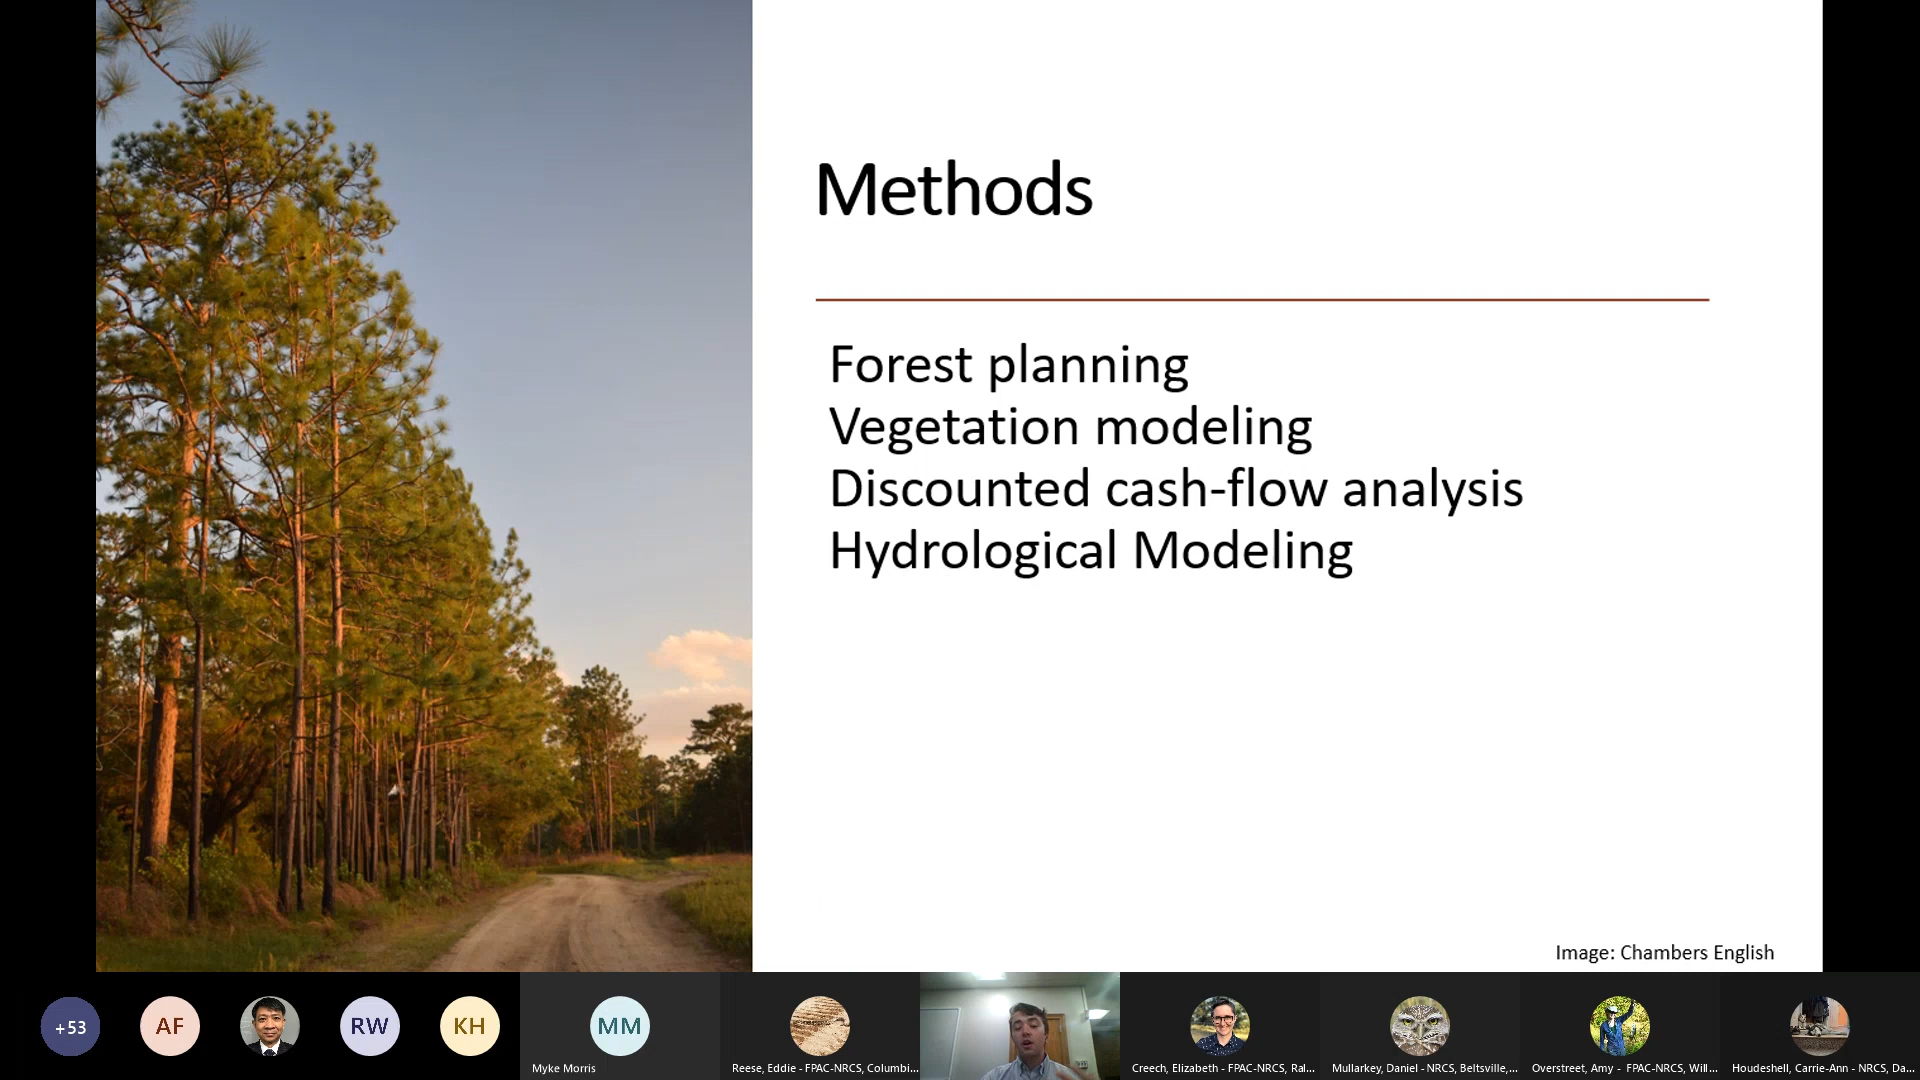 Methods
Forest planning
Vegetation modeling
Discounted cash-flow analysis
Hydrological Modeling
Image: Chambers English
+53
AF
RW
KH
MM
Myke Morris
Reese, Eddie - FPAC-NRCS, Columbi...
Creech, Elizabeth - FPAC-NRCS, Ral...
Mullarkey, Daniel - NRCS, Beltsville,...
Overstreet, Amy - FPAC-NRCS, Will...
Houdeshell, Carrie-Ann - NRCS, Da...